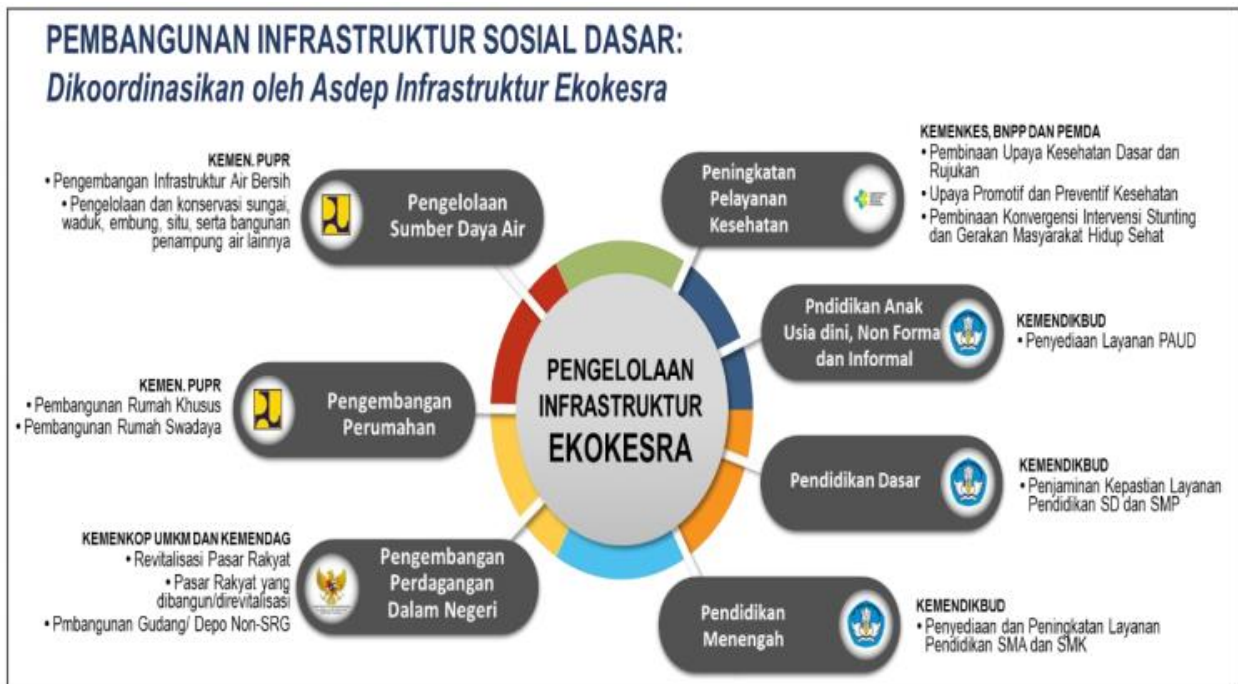 PEMBANGUNAN INFRASTRUKTUR SOSIAL DASAR:
Dikoordinasikan oleh Asdep Infrastruktur Ekokesra
KEMEN. PUPR
• Pengembangan Infrastruktur Air Bersih
• Pengelolaan dan konservasi sungai,
waduk, embung, situ, serta bangunan
penampung air lainnya
Pengelolaan
Sumber Daya Air
KEMEN. PUPR
• Pembangunan Rumah Khusus
• Pembangunan Rumah Swadaya
Pengembangan
Perumahan
KEMENKOP UMKM DAN KEMENDAG
• Revitalisasi Pasar Rakyat
• Pasar Rakyat yang
dibangun/direvitalisasi
• Pmbangunan Gudang/ Depo Non-SRG
Pengembangan
Perdagangan
Dalam Negeri
PENGELOLAAN
INFRASTRUKTUR
EKOKESRA
Peningkatan
Pelayanan
Kesehatan
KEMENKES, BNPP DAN PEMDA
• Pembinaan Upaya Kesehatan Dasar dan
Rujukan
• Upaya Promotif dan Preventif Kesehatan
• Pembinaan Konvergensi Intervensi Stunting
dan Gerakan Masyarakat Hidup Sehat
Pndidikan Anak
Usia dini, Non Forma
dan Informal
KEMENDIKBUD
• Penyediaan Layanan PAUD
Pendidikan Dasar
KEMENDIKBUD
• Penjaminan Kepastian Layanan
Pendidikan SD dan SMP
Pendidikan
Menengah
KEMENDIKBUD
• Penyediaan dan Peningkatan Layanan
Pendidikan SMA dan SMK